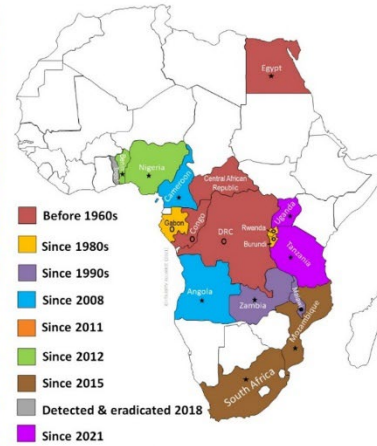 Egypt
Nigeria
Cameroon
Central African
Republic
Gabon
Congo
DRC
Uganda
Rwanda
Burundi
Tanzania
Angola
Zambia
Mozambique
South Africa
Before 1960s
Since 1980s
Since 1990s
Since 2008
Since 2011
Since 2012
Since 2015
Detected & eradicated 2018
Since 2021